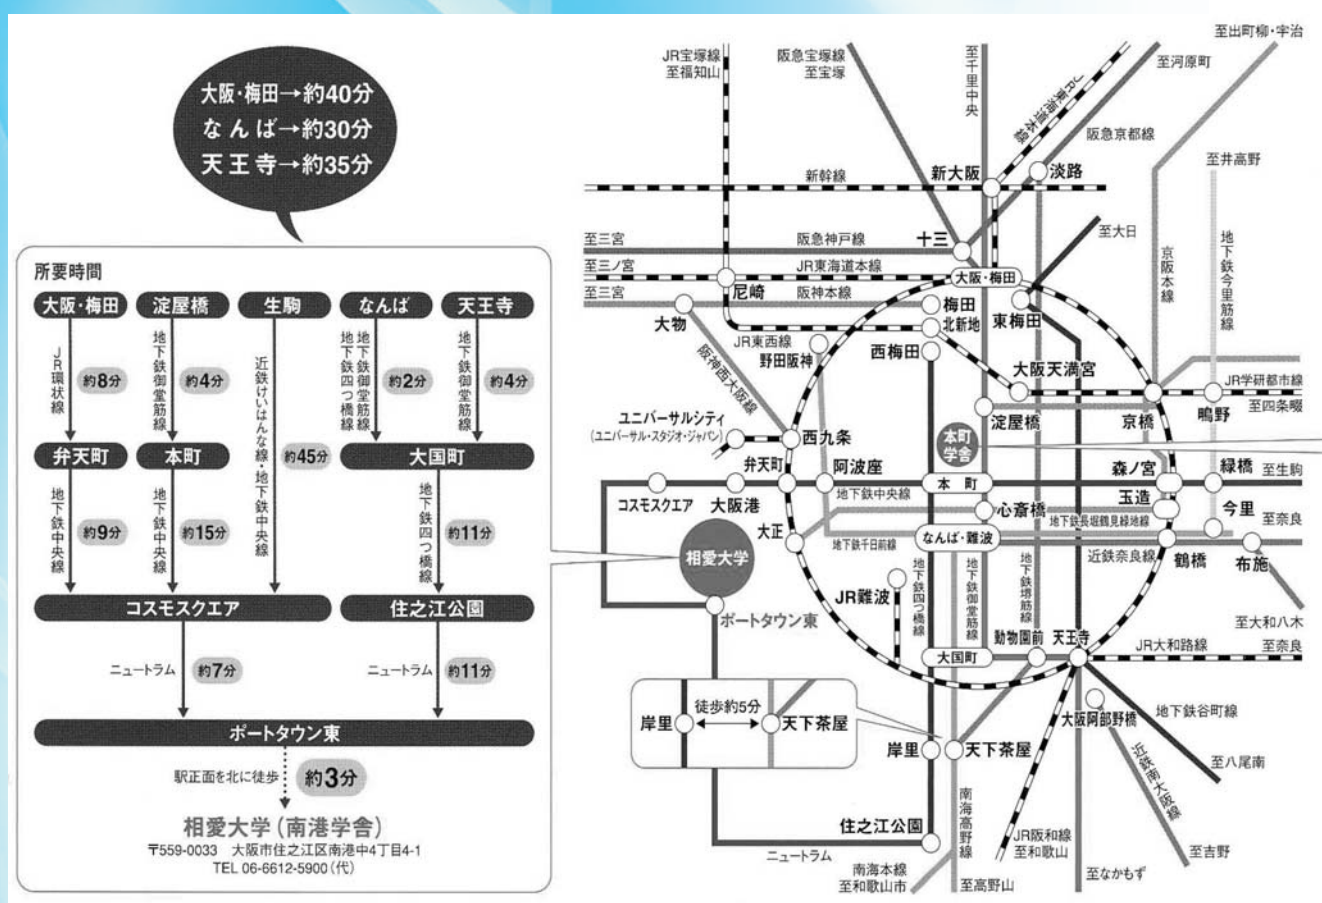 大阪・梅田→約40分
なんば→約30分
天王寺→約35分
所要時間
大阪・梅田
淀屋橋
生駒
なんば
天王寺
JR環状線
約8分
地下鉄御堂筋線
約4分
近鉄けいはんな線・地下鉄中央線
約45分
地下鉄四つ橋線
地下鉄御堂筋線
約2分
地下鉄御堂筋線
約4分
弁天町
本町
大国町
地下鉄中央線
約9分
地下鉄中央線
約15分
地下鉄四つ橋線
約11分
コスモスクエア
住之江公園
ニュートラム
約7分
ニュートラム
約11分
ポートタウン東
駅正面を北に徒歩
約3分
相愛大学(南港学舎)
〒559-0033 大阪市住之江区南港中4丁目4-1
TEL 06-6612-5900(代)
JR宝塚線
至福知山
阪急宝塚線
至宝塚
至千里中央
JR東海道本線
至出町柳・宇治
至河原町
阪急京都線
至井高野
新幹線
新大阪
淡路
至大日
京阪本線
地下鉄今里筋線
至三宮
阪急神戸線
十三
至三ノ宮
JR東海道本線
大阪・梅田
至三宮
尼崎
阪神本線
梅田
大物
北新地
東梅田
JR東西線
野田阪神
西梅田
阪神西大阪線
大阪天満宮
JR学研都市線
至四条畷
淀屋橋
京橋
鴫野
ユニバーサルシティ
(ユニバーサル・スタジオ・ジャパン)
西九条
本町
学舎
弁天町
阿波座
森ノ宮
緑橋
至生駒
コスモスクエア
大阪港
地下鉄中央線
本町
玉造
大正
心斎橋
地下鉄長堀鶴見緑地線
今里
至奈良
地下鉄千日前線
なんば・難波
近鉄奈良線
鶴橋
布施
相愛大学
JR難波
地下鉄四つ橋線
地下鉄御堂筋線
地下鉄堺筋線
ポートタウン東
動物園前
天王寺
至大和八木
大国町
JR大和路線
至奈良
岸里
徒歩約5分
天下茶屋
大阪阿部野橋
地下鉄谷町線
岸里
天下茶屋
近鉄南大阪線
至八尾南
住之江公園
南海高野線
ニュートラム
JR阪和線
至和歌山
至吉野
南海本線
至和歌山市
至高野山
至なかもず